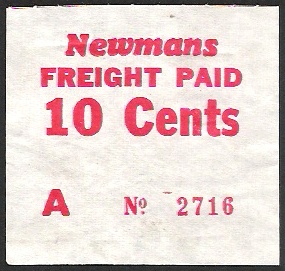 Newmans
FREIGHT PAID
10 Cents
A Nº 2716